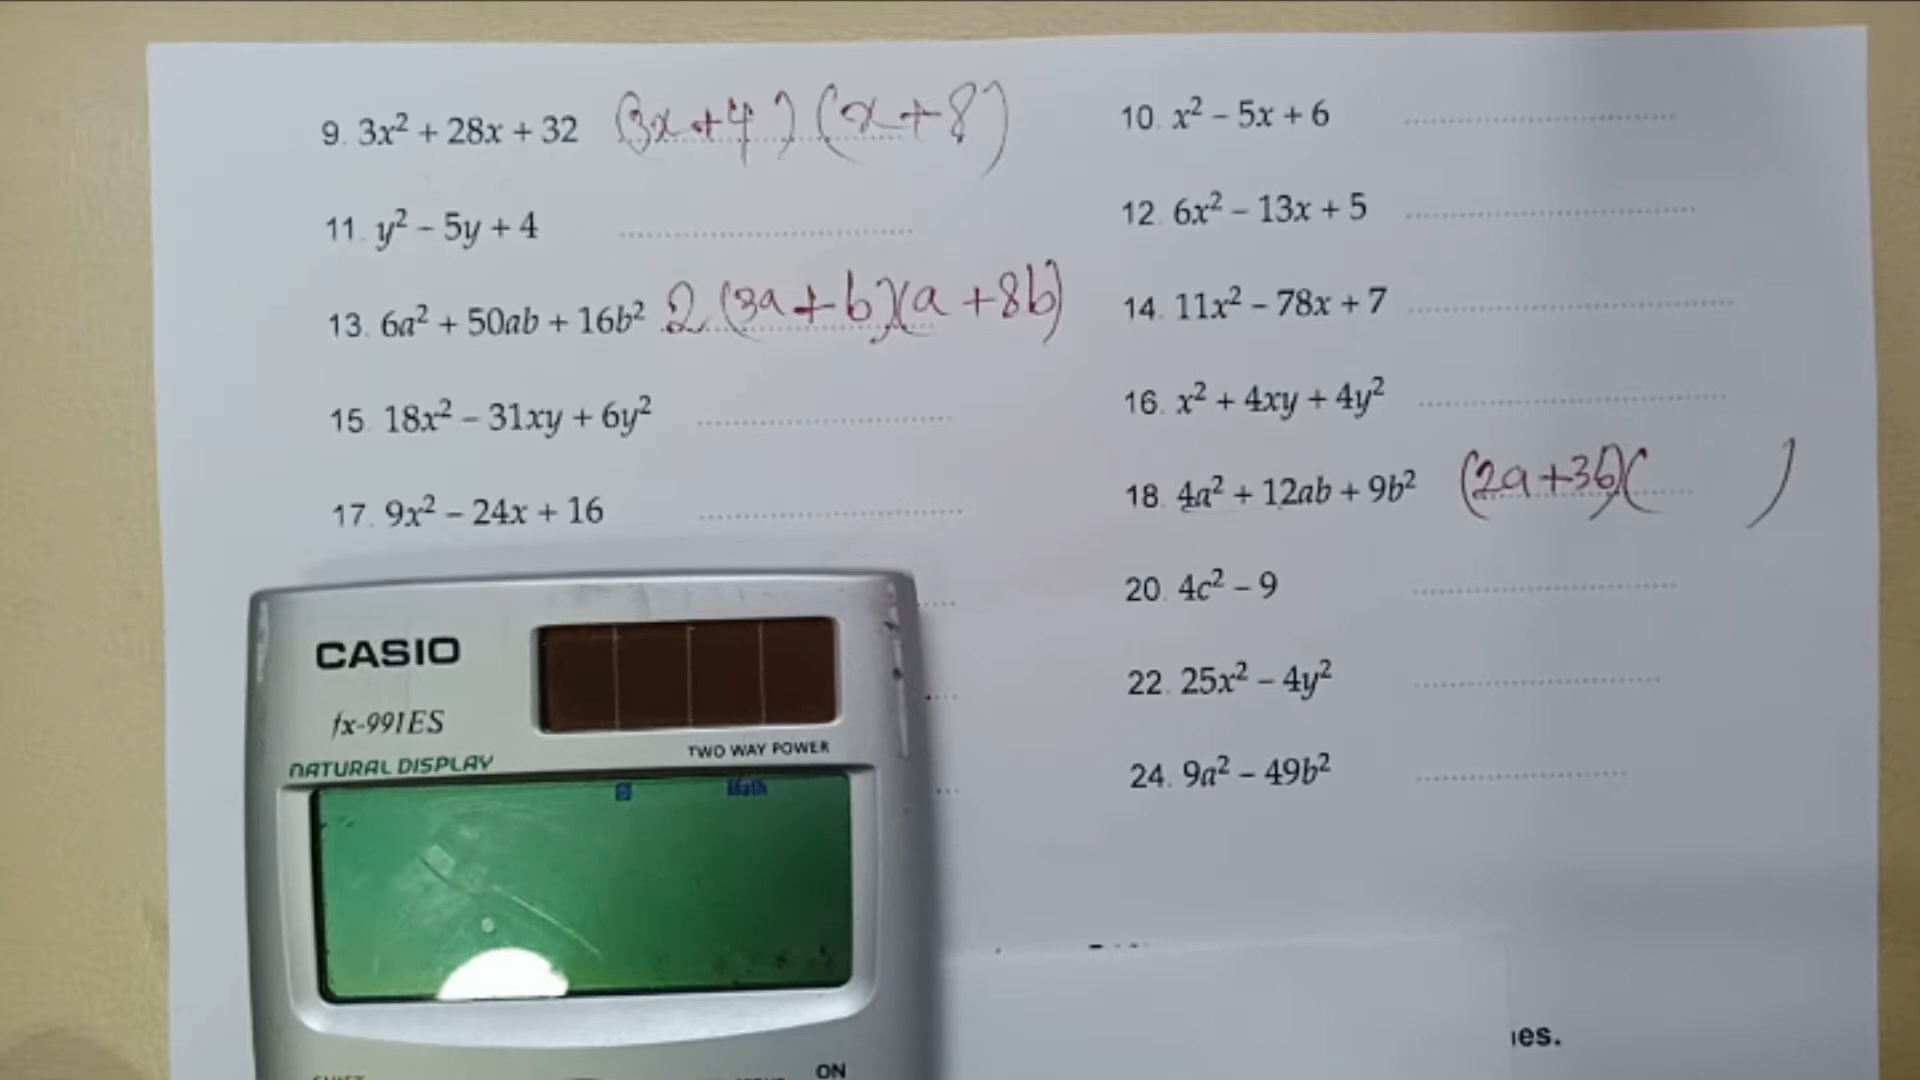 9. 3x² + 28x + 32 (3x+4)(x+8)
10. x² – 5x + 6
11. y² – 5y + 4
12. 6x² – 13x + 5
13. 6a² + 50ab + 16b² 2(3a+b)(a+8b)
14. 11x² – 78x + 7
15. 18x² – 31xy + 6y²
16. x² + 4xy + 4y²
17. 9x² – 24x + 16
18. 4a² + 12ab + 9b² (2a+3b)( )
20. 4c² – 9
22. 25x² – 4y²
24. 9a² – 49b²
CASIO
fx-991ES
NATURAL DISPLAY
TWO WAY POWER
Math
ON